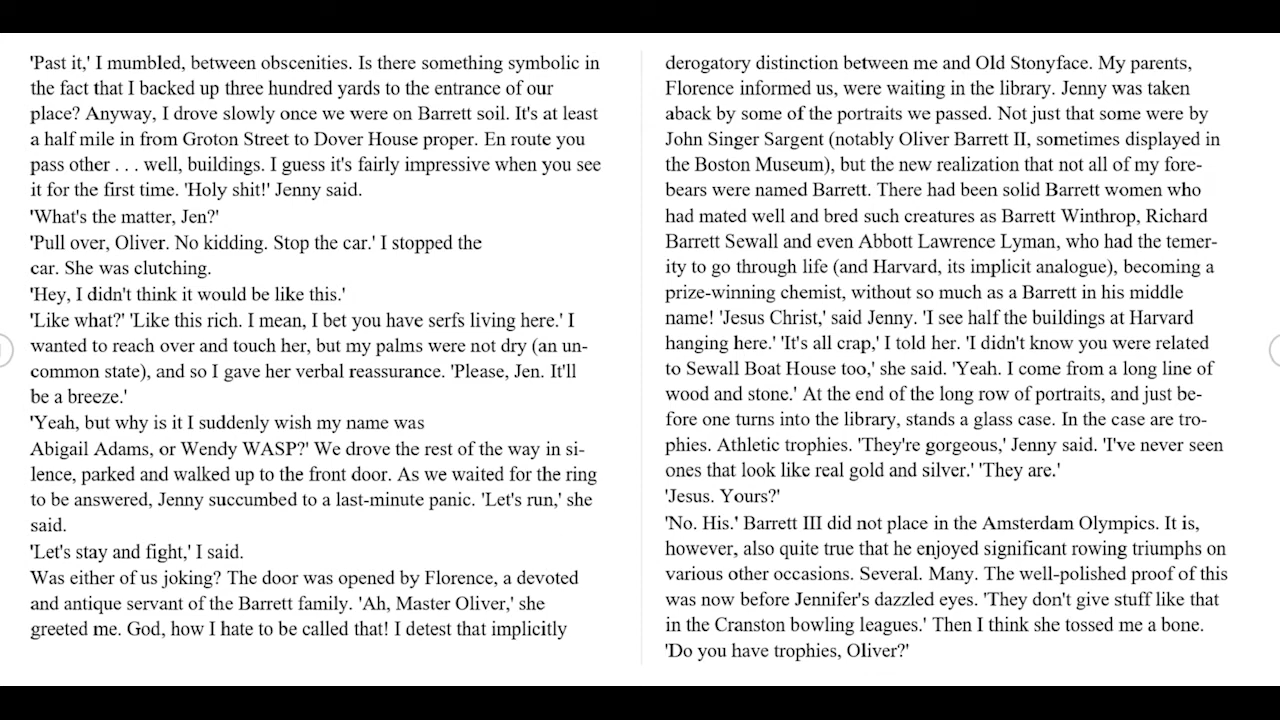 'Past it,' I mumbled, between obscenities. Is there something symbolic in
the fact that I backed up three hundred yards to the entrance of our
place? Anyway, I drove slowly once we were on Barrett soil. It's at least
a half mile in from Groton Street to Dover House proper. En route you
pass other . . . well, buildings. I guess it's fairly impressive when you see
it for the first time. 'Holy shit!' Jenny said.
'What's the matter, Jen?'
'Pull over, Oliver. No kidding. Stop the car.' I stopped the
car. She was clutching.
'Hey, I didn't think it would be like this.'
'Like what?' 'Like this rich. I mean, I bet you have serfs living here.' I
wanted to reach over and touch her, but my palms were not dry (an un-
common state), and so I gave her verbal reassurance. 'Please, Jen. It'll
be a breeze.'
'Yeah, but why is it I suddenly wish my name was
Abigail Adams, or Wendy WASP?' We drove the rest of the way in si-
lence, parked and walked up to the front door. As we waited for the ring
to be answered, Jenny succumbed to a last-minute panic. 'Let's run,' she
said.
'Let's stay and fight,' I said.
Was either of us joking? The door was opened by Florence, a devoted
and antique servant of the Barrett family. 'Ah, Master Oliver,' she
greeted me. God, how I hate to be called that! I detest that implicitly
derogatory distinction between me and Old Stonyface. My parents,
Florence informed us, were waiting in the library. Jenny was taken
aback by some of the portraits we passed. Not just that some were by
John Singer Sargent (notably Oliver Barrett II, sometimes displayed in
the Boston Museum), but the new realization that not all of my fore-
bears were named Barrett. There had been solid Barrett women who
had mated well and bred such creatures as Barrett Winthrop, Richard
Barrett Sewall and even Abbott Lawrence Lyman, who had the temer-
ity to go through life (and Harvard, its implicit analogue), becoming a
prize-winning chemist, without so much as a Barrett in his middle
name! 'Jesus Christ,' said Jenny. 'I see half the buildings at Harvard
hanging here.' 'It's all crap,' I told her. 'I didn't know you were related
to Sewall Boat House too,' she said. 'Yeah. I come from a long line of
wood and stone.' At the end of the long row of portraits, and just be-
fore one turns into the library, stands a glass case. In the case are tro-
phies. Athletic trophies. 'They're gorgeous,' Jenny said. 'I've never seen
ones that look like real gold and silver.' 'They are.'
'Jesus. Yours?'
'No. His.' Barrett III did not place in the Amsterdam Olympics. It is,
however, also quite true that he enjoyed significant rowing triumphs on
various other occasions. Several. Many. The well-polished proof of this
was now before Jennifer's dazzled eyes. 'They don't give stuff like that
in the Cranston bowling leagues.' Then I think she tossed me a bone.
'Do you have trophies, Oliver?'